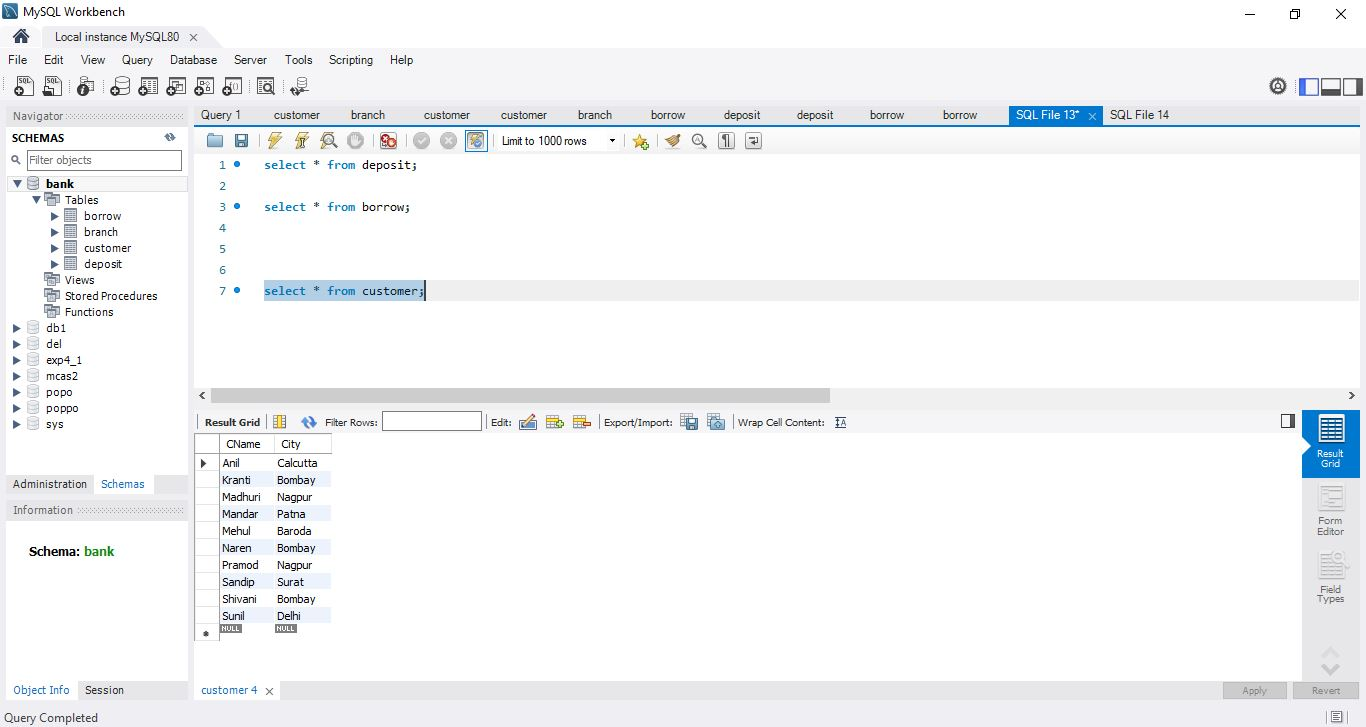 MySQL Workbench
Local instance MySQL80
File Edit View Query Database Server Tools Scripting Help
Navigator
SCHEMAS
Filter objects
bank
Tables
borrow
branch
customer
deposit
Views
Stored Procedures
Functions
db1
del
exp4_1
mcas2
popo
poppo
sys
Administration Schemas
Information
Schema: bank
Object Info Session
Query 1 customer branch customer customer branch borrow deposit deposit borrow borrow SQL File 13* SQL File 14
Limit to 1000 rows
1 select * from deposit;
2
3 select * from borrow;
4
5
6
7 select * from customer;
Result Grid Filter Rows: Edit: Export/Import: Wrap Cell Content:
CName City
Anil Calcutta
Kranti Bombay
Madhuri Nagpur
Mandar Patna
Mehul Baroda
Naren Bombay
Pramod Nagpur
Sandip Surat
Shivani Bombay
Sunil Delhi
NULL NULL
Result
Grid
Form
Editor
Field
Types
customer 4
Apply Revert
Query Completed